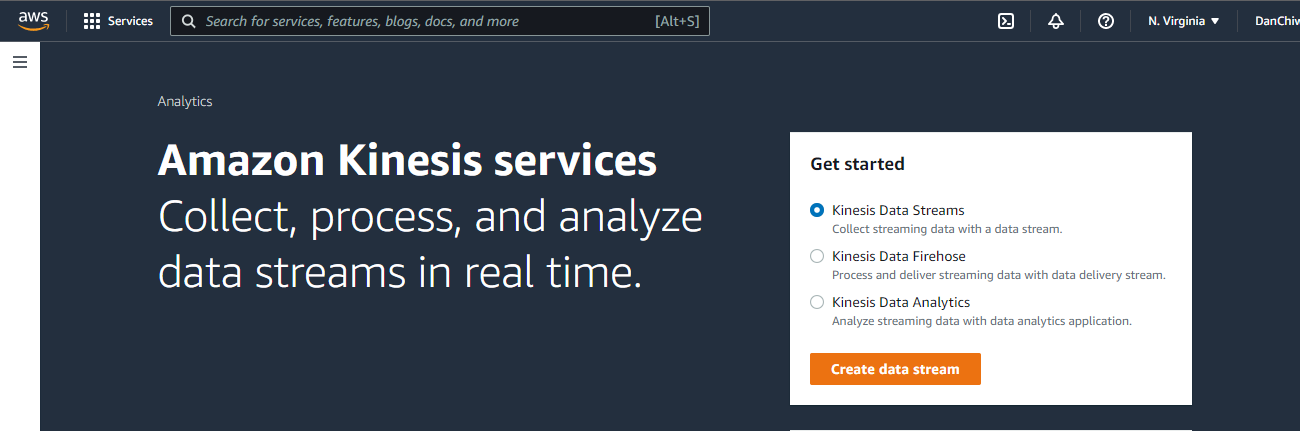 aws
Services
Search for services, features, blogs, docs, and more
[Alt+S]
N. Virginia
DanChiw
Analytics
Amazon Kinesis services
Collect, process, and analyze
data streams in real time.
Get started
Kinesis Data Streams
Collect streaming data with a data stream.
Kinesis Data Firehose
Process and deliver streaming data with data delivery stream.
Kinesis Data Analytics
Analyze streaming data with data analytics application.
Create data stream